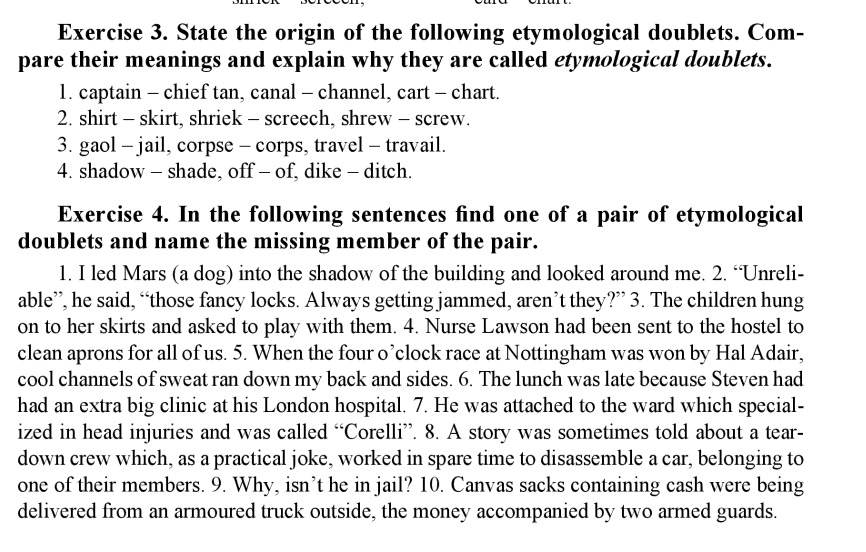 Exercise 3. State the origin of the following etymological doublets. Com-
pare their meanings and explain why they are called etymological doublets.
1. captain – chief tan, canal – channel, cart – chart.
2. shirt – skirt, shriek – screech, shrew – screw.
3. gaol – jail, corpse – corps, travel – travail.
4. shadow – shade, off – of, dike – ditch.
Exercise 4. In the following sentences find one of a pair of etymological
doublets and name the missing member of the pair.
1. I led Mars (a dog) into the shadow of the building and looked around me. 2. “Unreli-
able”, he said, “those fancy locks. Always getting jammed, aren’t they?” 3. The children hung
on to her skirts and asked to play with them. 4. Nurse Lawson had been sent to the hostel to
clean aprons for all of us. 5. When the four o’clock race at Nottingham was won by Hal Adair,
cool channels of sweat ran down my back and sides. 6. The lunch was late because Steven had
had an extra big clinic at his London hospital. 7. He was attached to the ward which special-
ized in head injuries and was called “Corelli”. 8. A story was sometimes told about a tear-
down crew which, as a practical joke, worked in spare time to disassemble a car, belonging to
one of their members. 9. Why, isn’t he in jail? 10. Canvas sacks containing cash were being
delivered from an armoured truck outside, the money accompanied by two armed guards.